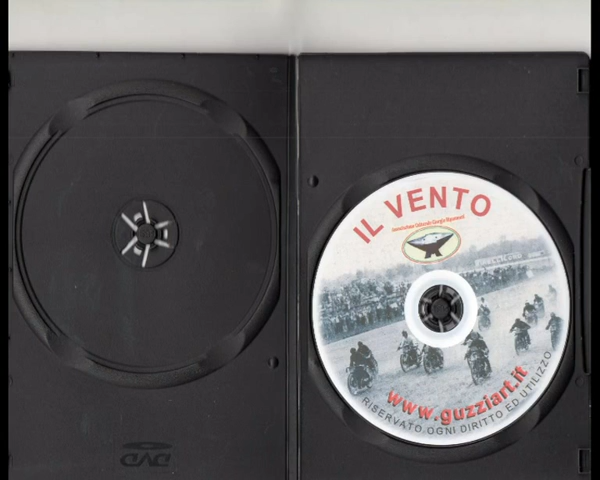 IL VENTO
www.guzziart.it
RISERVATO OGNI DIRITTO ED UTILIZZO
DVD